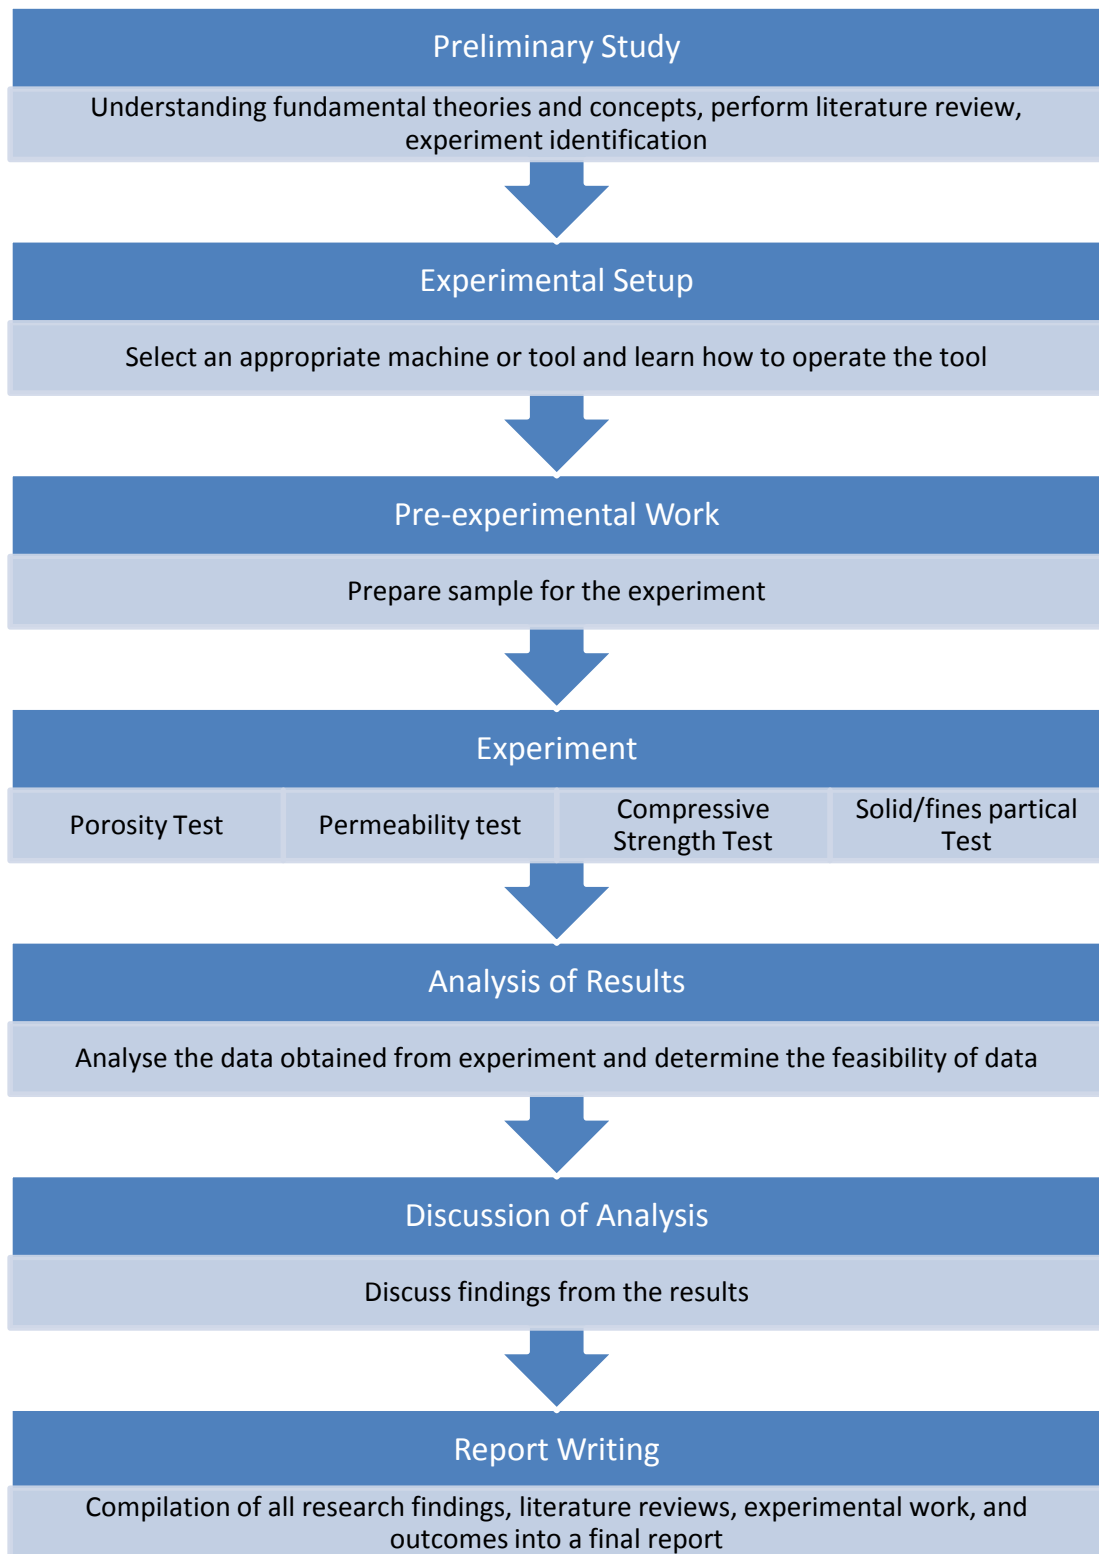 Preliminary Study
Understanding fundamental theories and concepts, perform literature review,
experiment identification
Experimental Setup
Select an appropriate machine or tool and learn how to operate the tool
Pre-experimental Work
Prepare sample for the experiment
Experiment
Porosity Test
Permeability test
Compressive
Strength Test
Solid/fines partical
Test
Analysis of Results
Analyse the data obtained from experiment and determine the feasibility of data
Discussion of Analysis
Discuss findings from the results
Report Writing
Compilation of all research findings, literature reviews, experimental work, and
outcomes into a final report